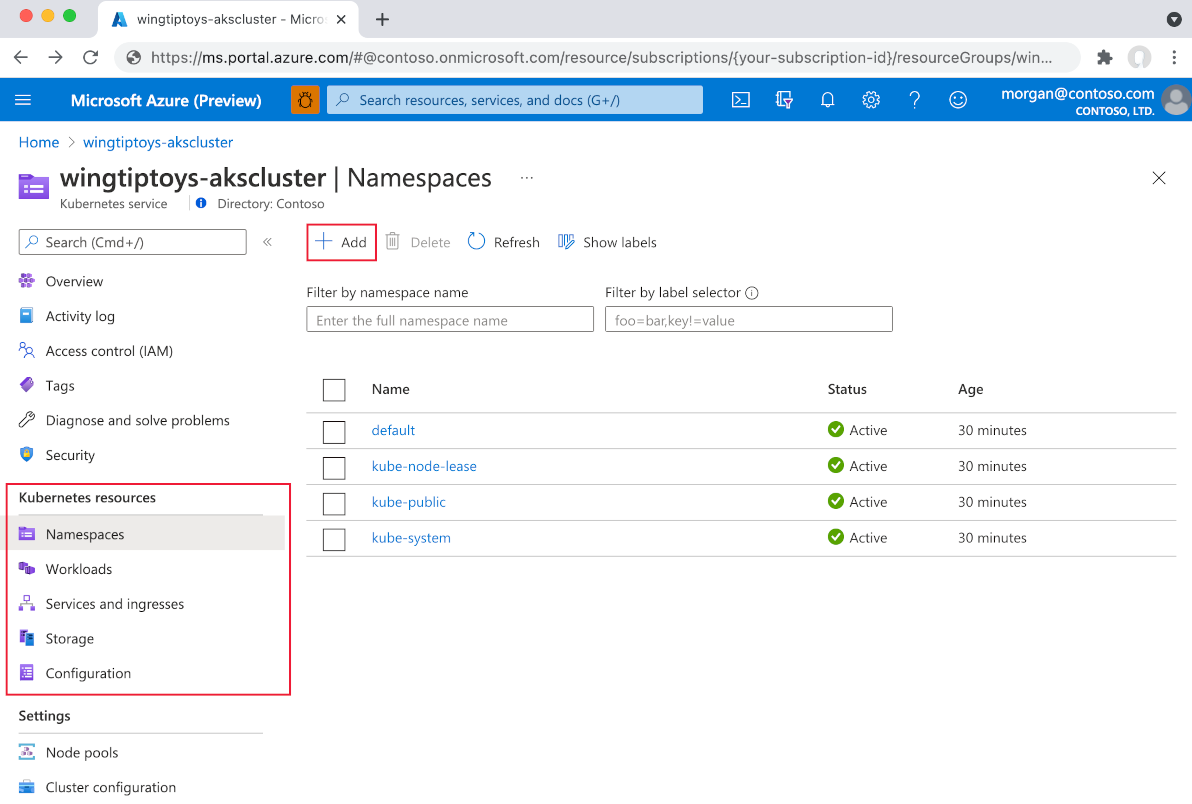 wingtiptoys-akscluster - Micros
https://ms.portal.azure.com/#@contoso.onmicrosoft.com/resource/subscriptions/{your-subscription-id}/resourceGroups/win...
Microsoft Azure (Preview)
Search resources, services, and docs (G+/)
morgan@contoso.com
CONTOSO, LTD.
Home > wingtiptoys-akscluster
wingtiptoys-akscluster | Namespaces ...
Kubernetes service
Directory: Contoso
Search (Cmd+/)
«
Overview
Activity log
Access control (IAM)
Tags
Diagnose and solve problems
Security
Kubernetes resources
Namespaces
Workloads
Services and ingresses
Storage
Configuration
Settings
Node pools
Cluster configuration
+ Add
Delete
Refresh
Show labels
Filter by namespace name
Enter the full namespace name
Filter by label selector
foo=bar,key!=value
Name Status Age
default Active 30 minutes
kube-node-lease Active 30 minutes
kube-public Active 30 minutes
kube-system Active 30 minutes